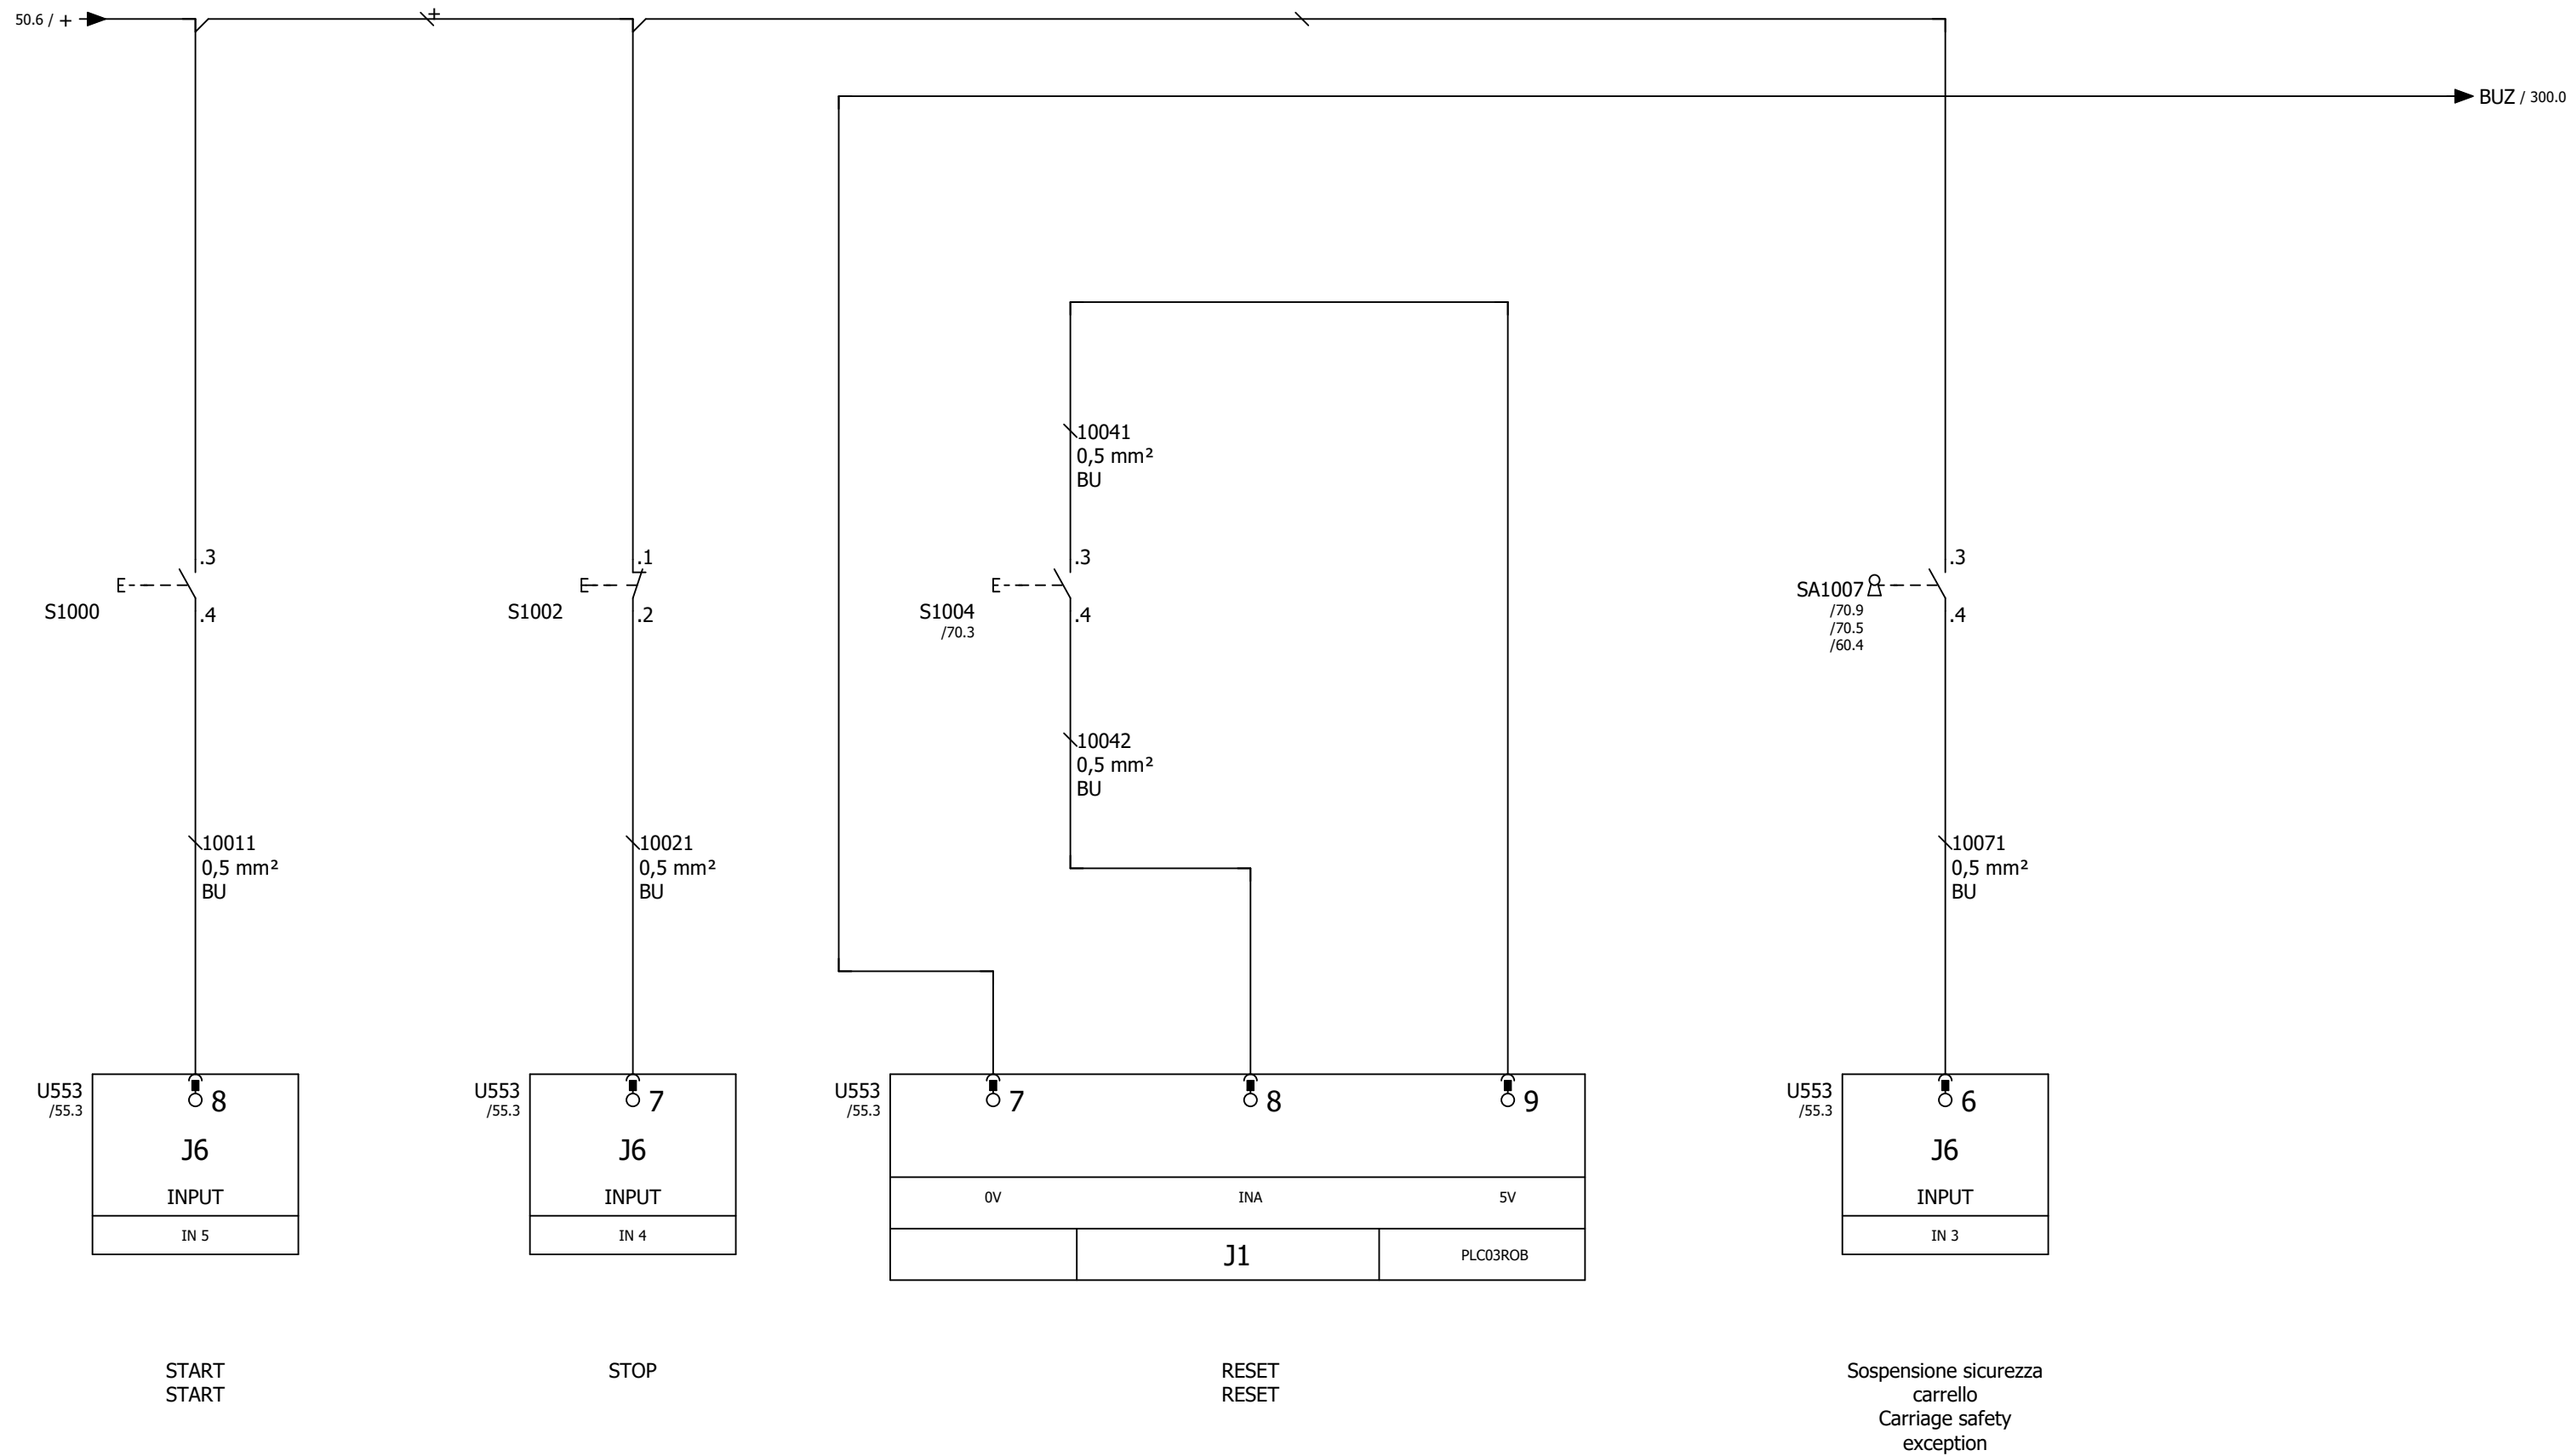 50.6 / +
+
BUZ / 300.0
10041
0,5 mm²
BU
.3
E
S1000
.4
.1
E
S1002
.2
.3
E
S1004
/70.3
.4
.3
SA1007
/70.9
/70.5
/60.4
.4
10042
0,5 mm²
BU
10011
0,5 mm²
BU
10021
0,5 mm²
BU
10071
0,5 mm²
BU
U553
/55.3
8
J6
INPUT
IN 5
U553
/55.3
7
J6
INPUT
IN 4
U553
/55.3
7
8
9
0V
INA
5V
J1
PLC03ROB
U553
/55.3
6
J6
INPUT
IN 3
START
START
STOP
RESET
RESET
Sospensione sicurezza
carrello
Carriage safety
exception